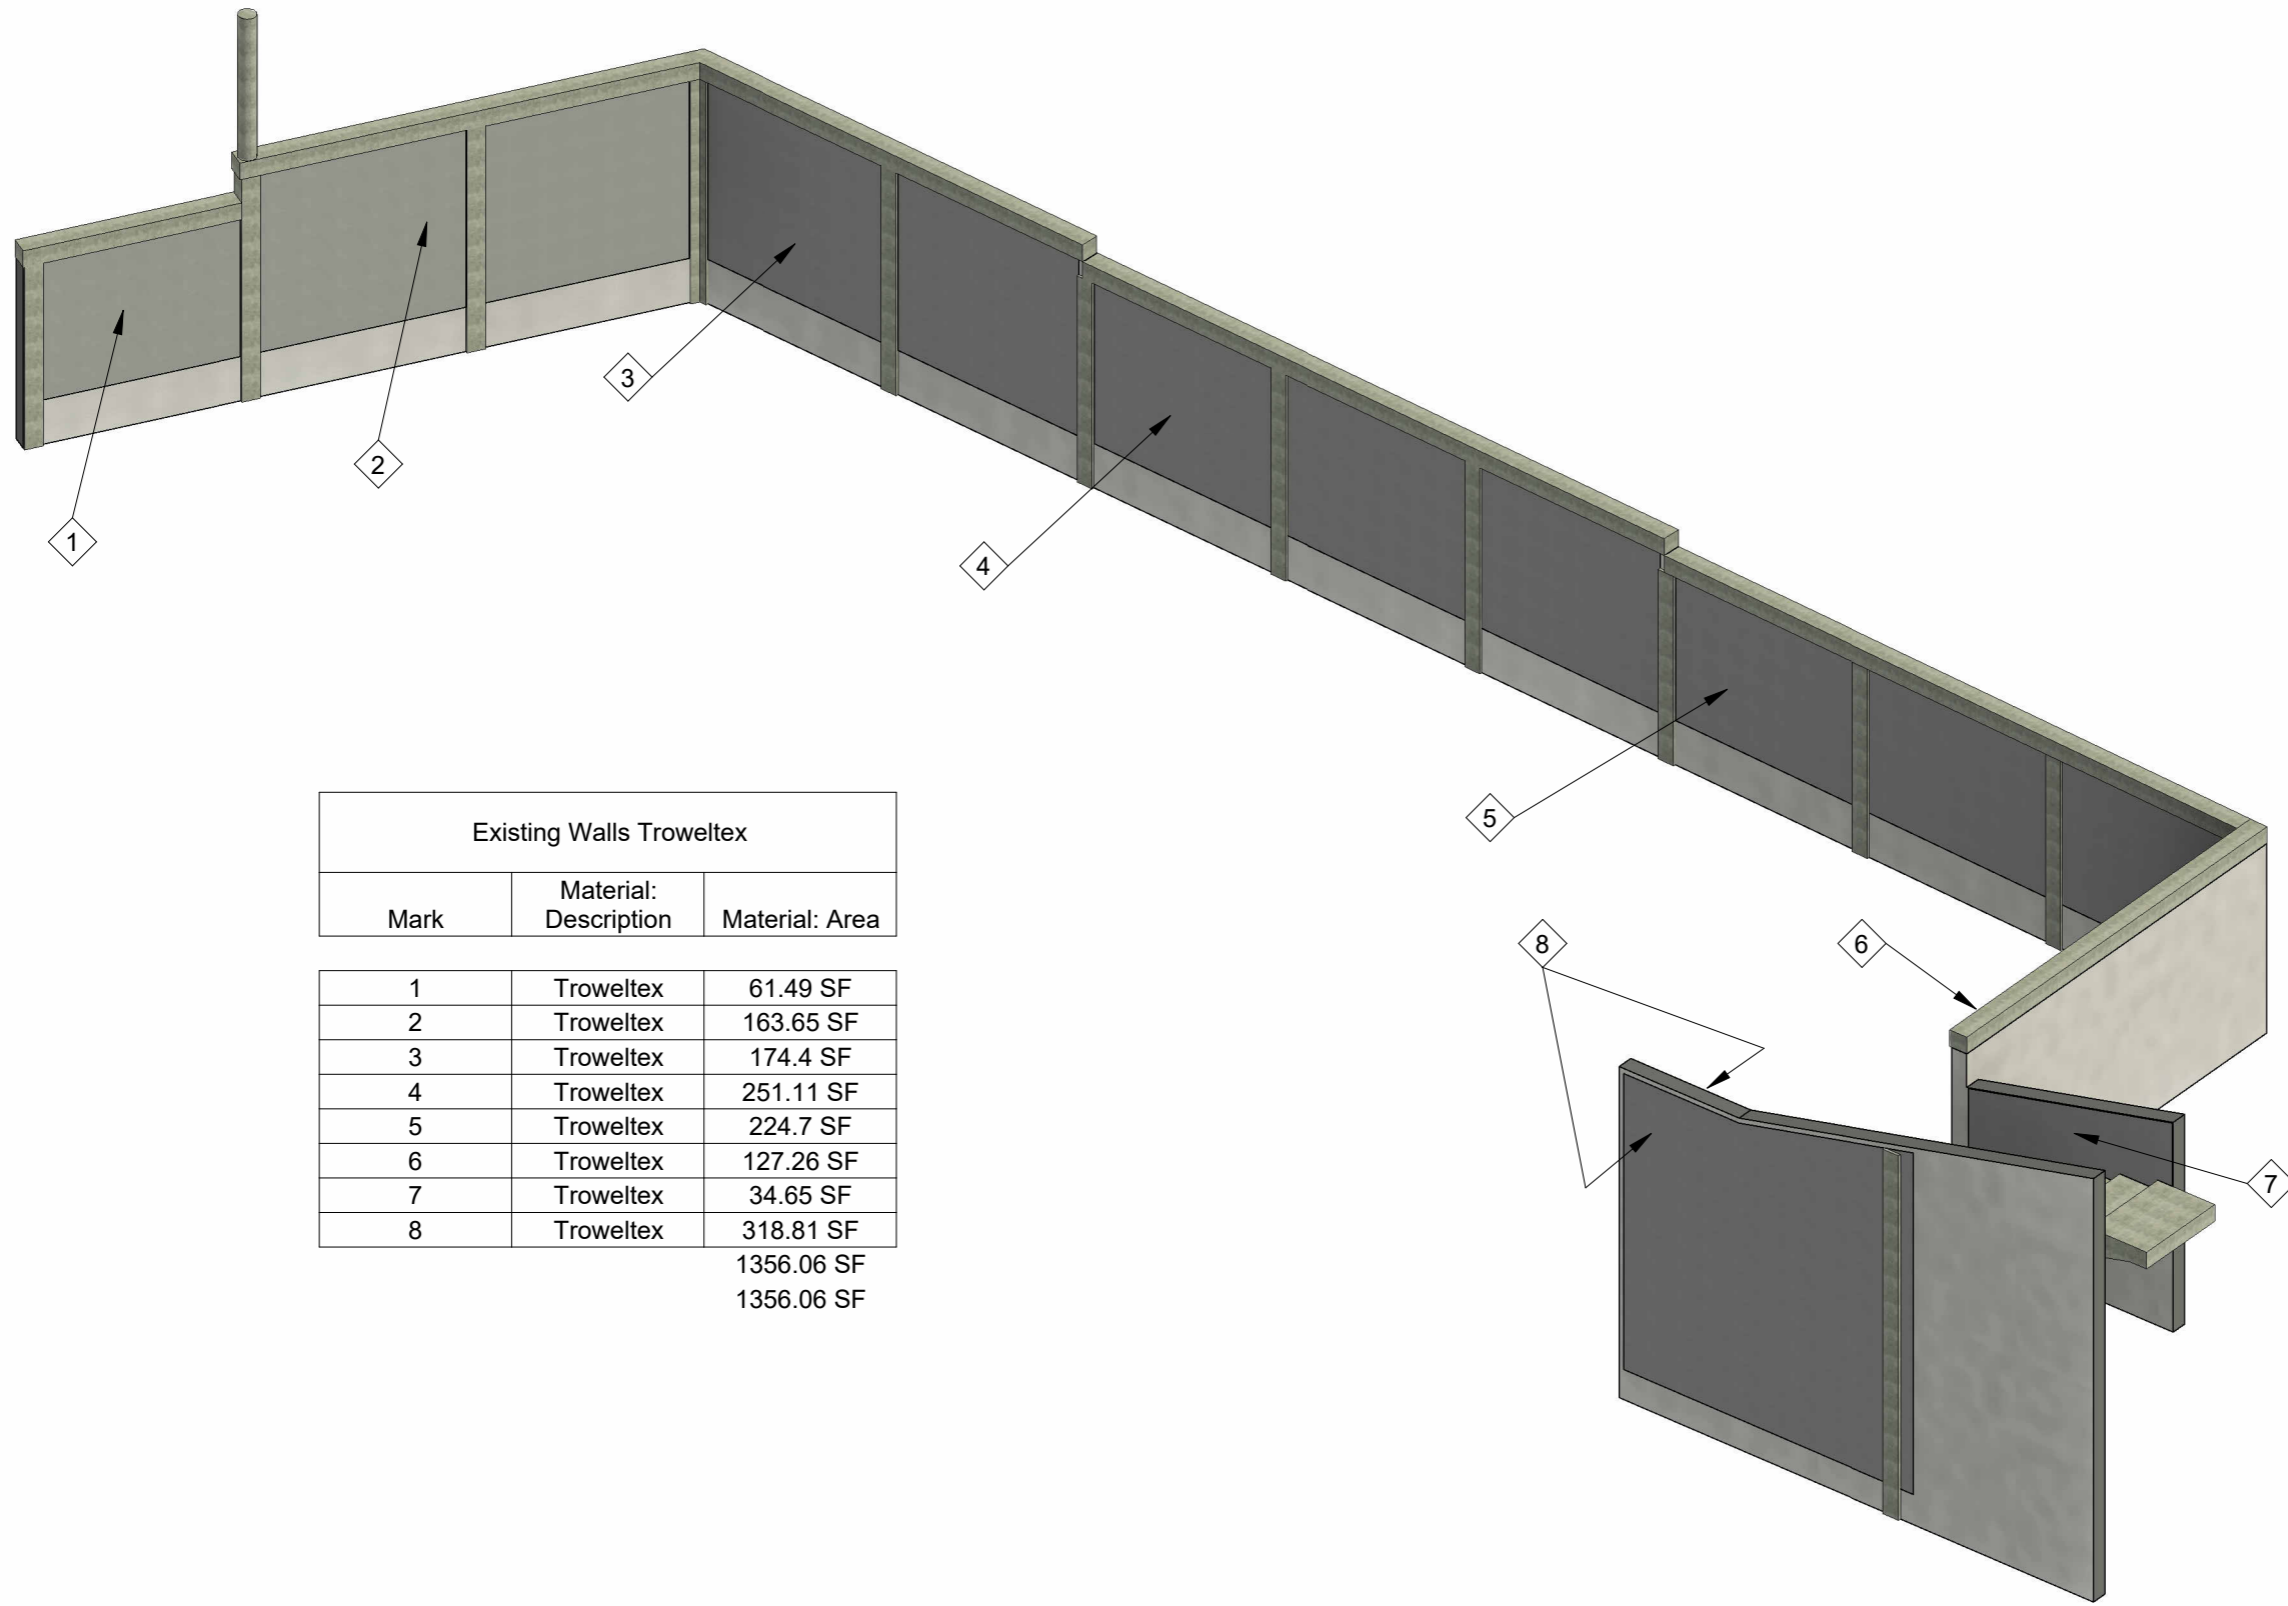 1
2
3
4
5
6
7
8
Existing Walls Troweltex
Mark Material: Description Material: Area
1 Troweltex 61.49 SF
2 Troweltex 163.65 SF
3 Troweltex 174.4 SF
4 Troweltex 251.11 SF
5 Troweltex 224.7 SF
6 Troweltex 127.26 SF
7 Troweltex 34.65 SF
8 Troweltex 318.81 SF
1356.06 SF
1356.06 SF